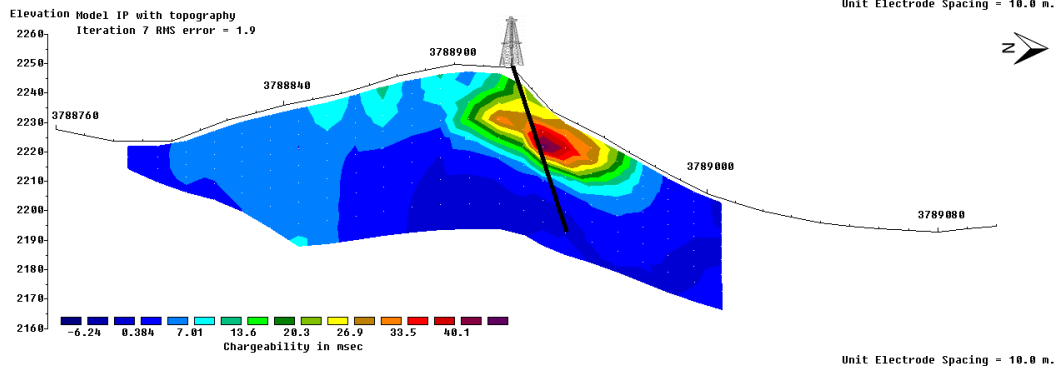 Unit Electrode Spacing = 10.0 m.
Elevation Model IP with topography
Iteration 7 RMS error = 1.9
2260
2250
2240
2230
2220
2210
2200
2190
2180
2170
2160
3788760
3788840
3788900
3789000
3789080
N
-6.24 0.384 7.01 13.6 20.3 26.9 33.5 40.1
Chargeability in msec
Unit Electrode Spacing = 10.0 m.